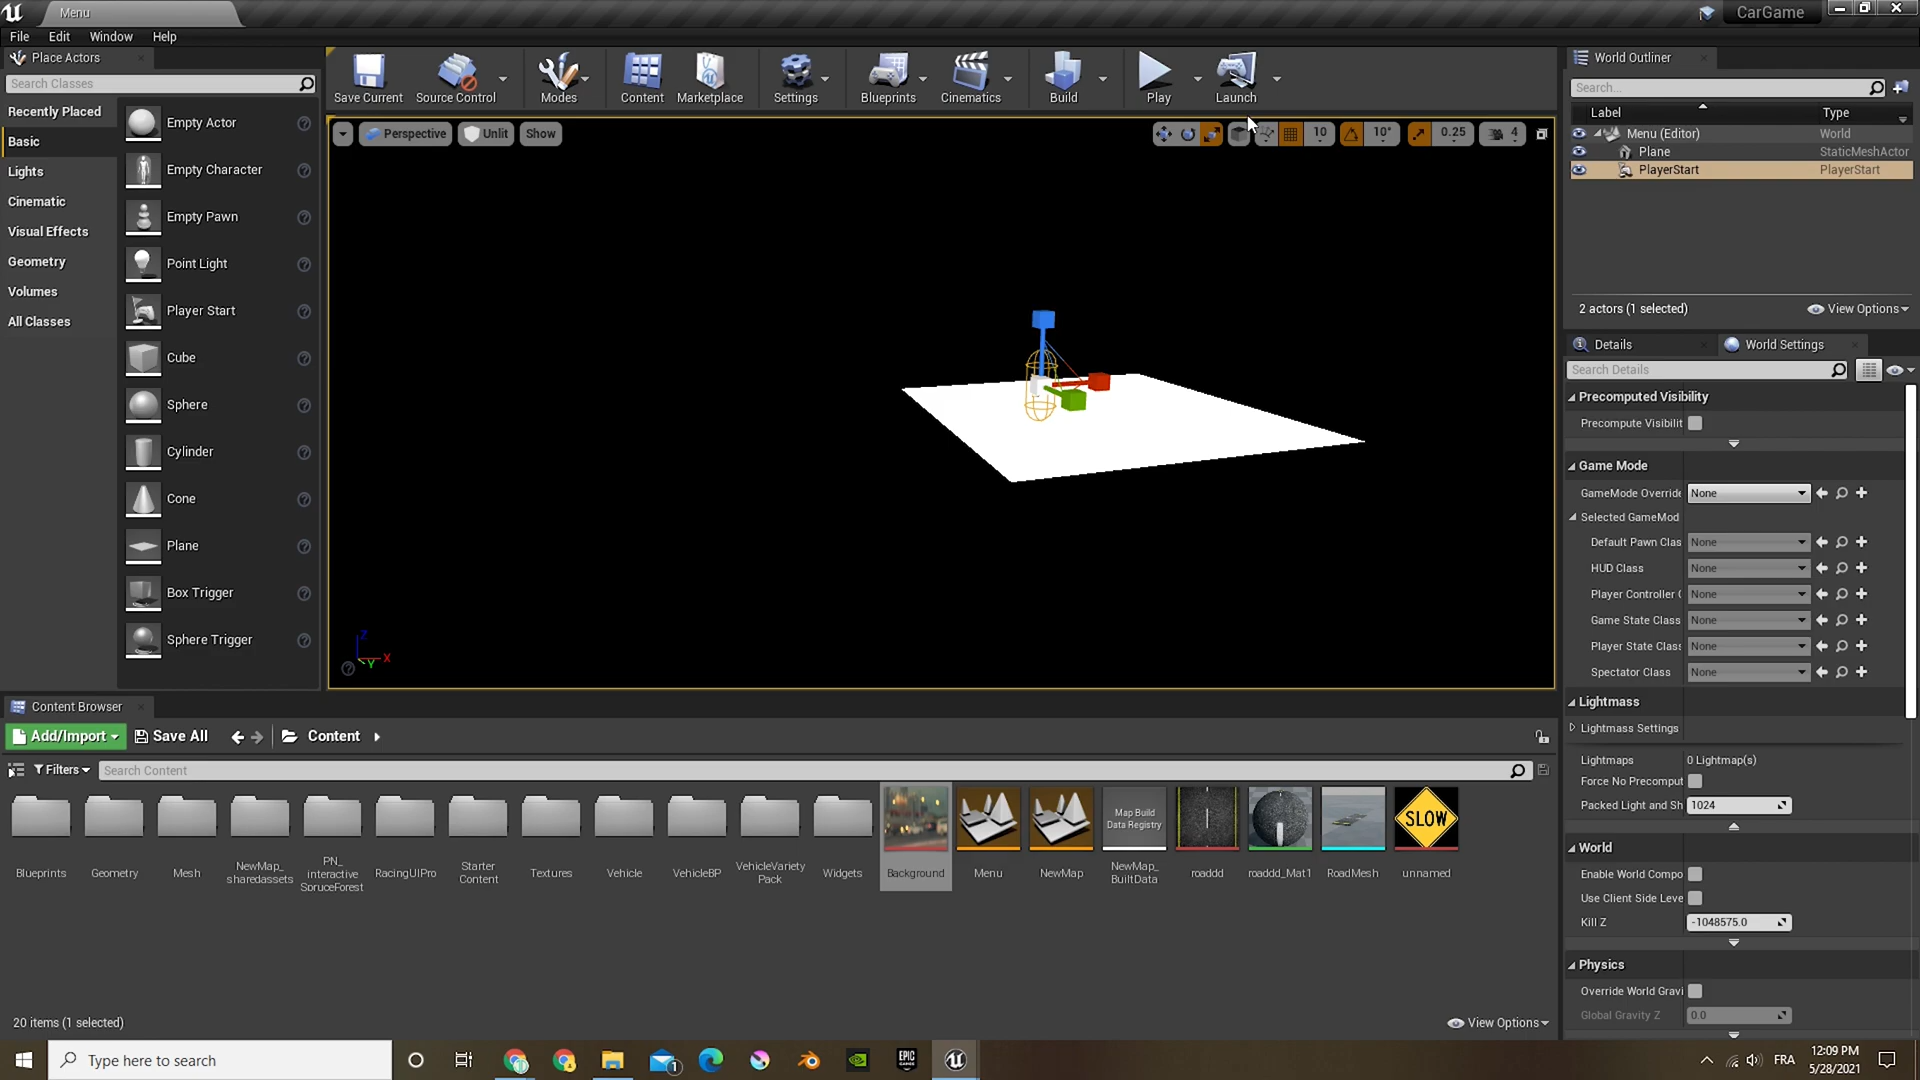 Menu
CarGame
File Edit Window Help
Place Actors
Search Classes
Recently Placed
Basic
Lights
Cinematic
Visual Effects
Geometry
Volumes
All Classes
Empty Actor
Empty Character
Empty Pawn
Point Light
Player Start
Cube
Sphere
Cylinder
Cone
Plane
Box Trigger
Sphere Trigger
Save Current Source Control Modes Content Marketplace Settings Blueprints Cinematics Build Play Launch
Perspective Unlit Show 10 10° 0.25 4
Z
X
Y
World Outliner
Search...
Label Type
Menu (Editor) World
Plane StaticMeshActor
PlayerStart PlayerStart
2 actors (1 selected) View Options
Details World Settings
Search Details
Precomputed Visibility
Precompute Visibilit
Game Mode
GameMode Override None
Selected GameMod
Default Pawn Clas None
HUD Class None
Player Controller C None
Game State Class None
Player State Class None
Spectator Class None
Lightmass
Lightmass Settings
Lightmaps 0 Lightmap(s)
Force No Precomput
Packed Light and Sh 1024
World
Enable World Compo
Use Client Side Leve
Kill Z -1048575.0
Physics
Override World Gravi
Global Gravity Z 0.0
Content Browser
Add/Import Save All Content
Filters Search Content
Map Build
Data Registry
SLOW
Blueprints Geometry Mesh NewMap_
sharedassets PN_
interactive
SpruceForest RacingUIPro Starter
Content Textures Vehicle VehicleBP VehicleVariety
Pack Widgets Background Menu NewMap NewMap_
BuiltData roaddd roaddd_Mat1 RoadMesh unnamed
20 items (1 selected) View Options
Type here to search
1
EPIC
GAMES
FRA
12:09 PM
5/28/2021